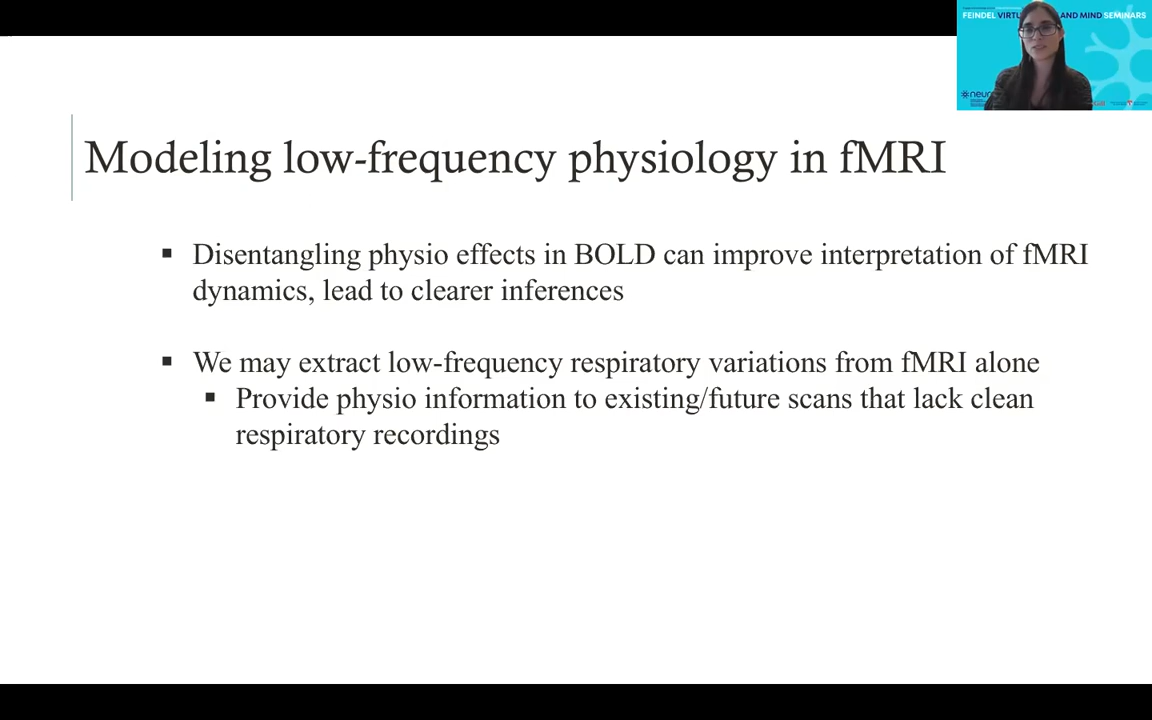 FEINDEL VIRTU AND MIND SEMINARS
neuro
Modeling low-frequency physiology in fMRI
▪ Disentangling physio effects in BOLD can improve interpretation of fMRI
dynamics, lead to clearer inferences
▪ We may extract low-frequency respiratory variations from fMRI alone
▪ Provide physio information to existing/future scans that lack clean
respiratory recordings